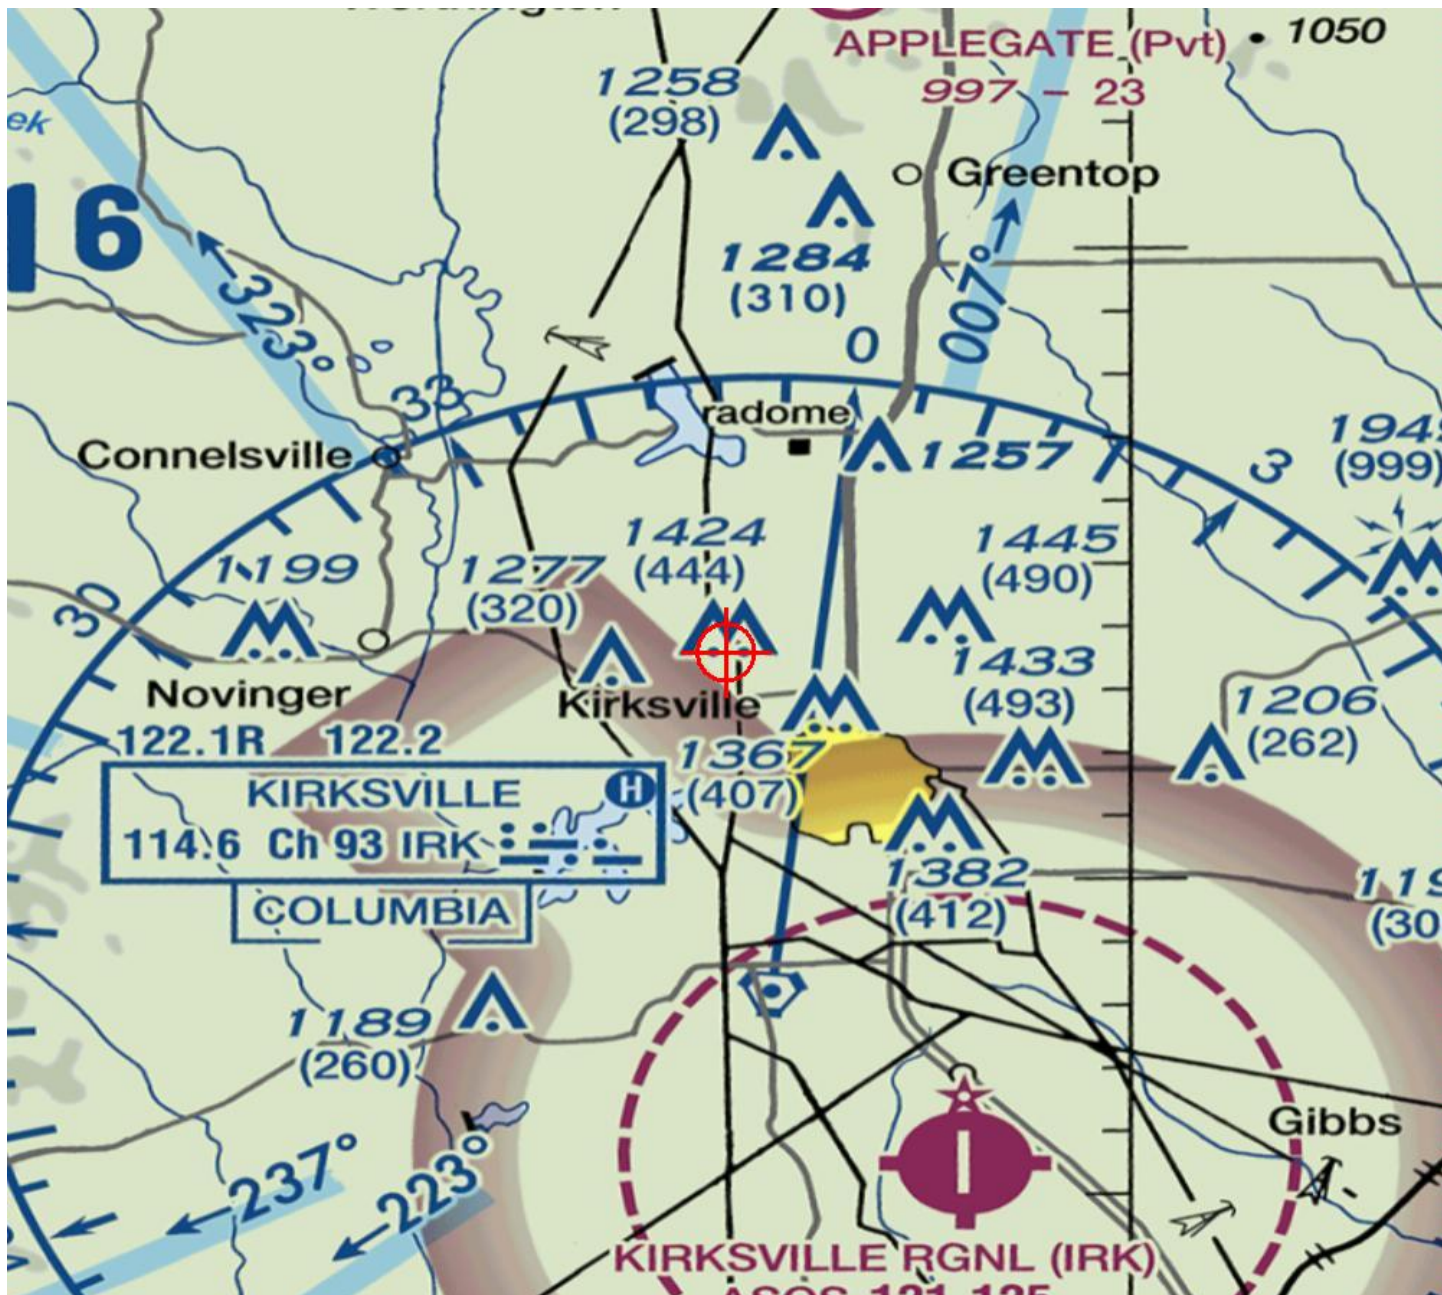 APPLEGATE (Pvt)
997 - 23
1050
1258
(298)
Greentop
16
1284
(310)
007°
323°
0
33
radome
1257
Connelsville
3
(999)
1424
(444)
1445
(490)
1199
1277
(320)
30
1433
(493)
Novinger
Kirksville
1206
(262)
122.1R 122.2
1367
(407)
KIRKSVILLE H
114.6 Ch 93 IRK
COLUMBIA
1382
(412)
1189
(260)
Gibbs
237°
223°
KIRKSVILLE RGNL (IRK)